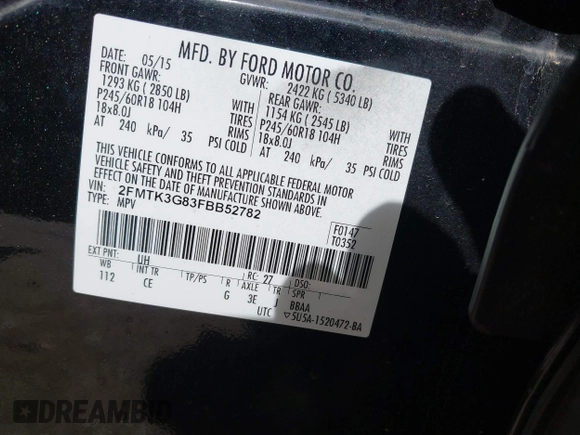 MFD. BY FORD MOTOR CO.
DATE: 05/15
GVWR: 2422 KG ( 5340 LB)
FRONT GAWR:
REAR GAWR:
1293 KG ( 2850 LB)
1154 KG ( 2545 LB)
P245/60R18 104H WITH TIRES
P245/60R18 104H WITH TIRES
18x8.0J RIMS
18x8.0J RIMS
AT 240 kPa/ 35 PSI COLD
AT 240 kPa/ 35 PSI COLD
THIS VEHICLE CONFORMS TO ALL APPLICABLE FEDERAL MOTOR
VEHICLE SAFETY AND THEFT PREVENTION STANDARDS IN
EFFECT ON THE DATE OF MANUFACTURE SHOWN ABOVE.
VIN: 2FMTK3G83FBB52782
TYPE: MPV
F0147
T0352
EXT PNT: UH RC: 27 DSO:
WB INT TR TP/PS R AXLE TR SPR
112 CE G 3E J BBAA
UTC ▽5U5A-1520472-BA
DREAMBID